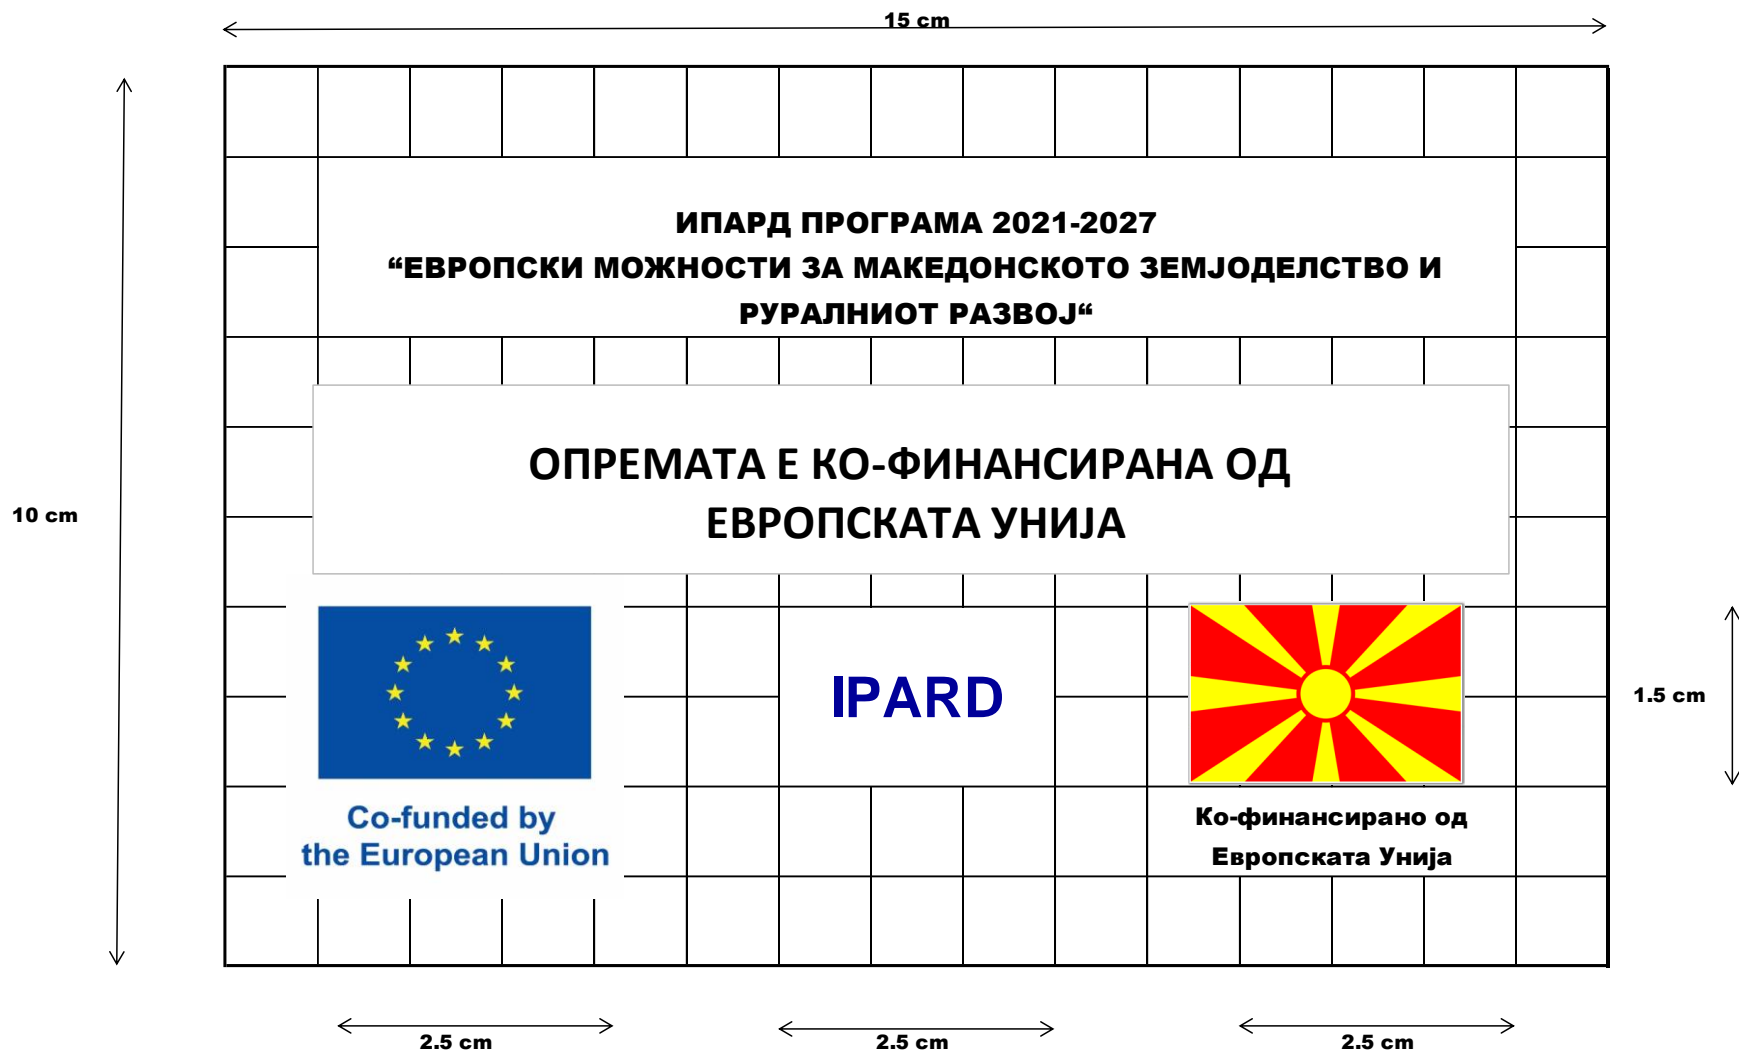 15 cm
ИПАРД ПРОГРАМА 2021-2027
“ЕВРОПСКИ МОЖНОСТИ ЗА МАКЕДОНСКОТО ЗЕМЈОДЕЛСТВО И
РУРАЛНИОТ РАЗВОЈ“
ОПРЕМАТА Е КО-ФИНАНСИРАНА ОД
ЕВРОПСКАТА УНИЈА
10 cm
IPARD
1.5 cm
Co-funded by
the European Union
Ко-финансирано од
Европската Унија
2.5 cm
2.5 cm
2.5 cm